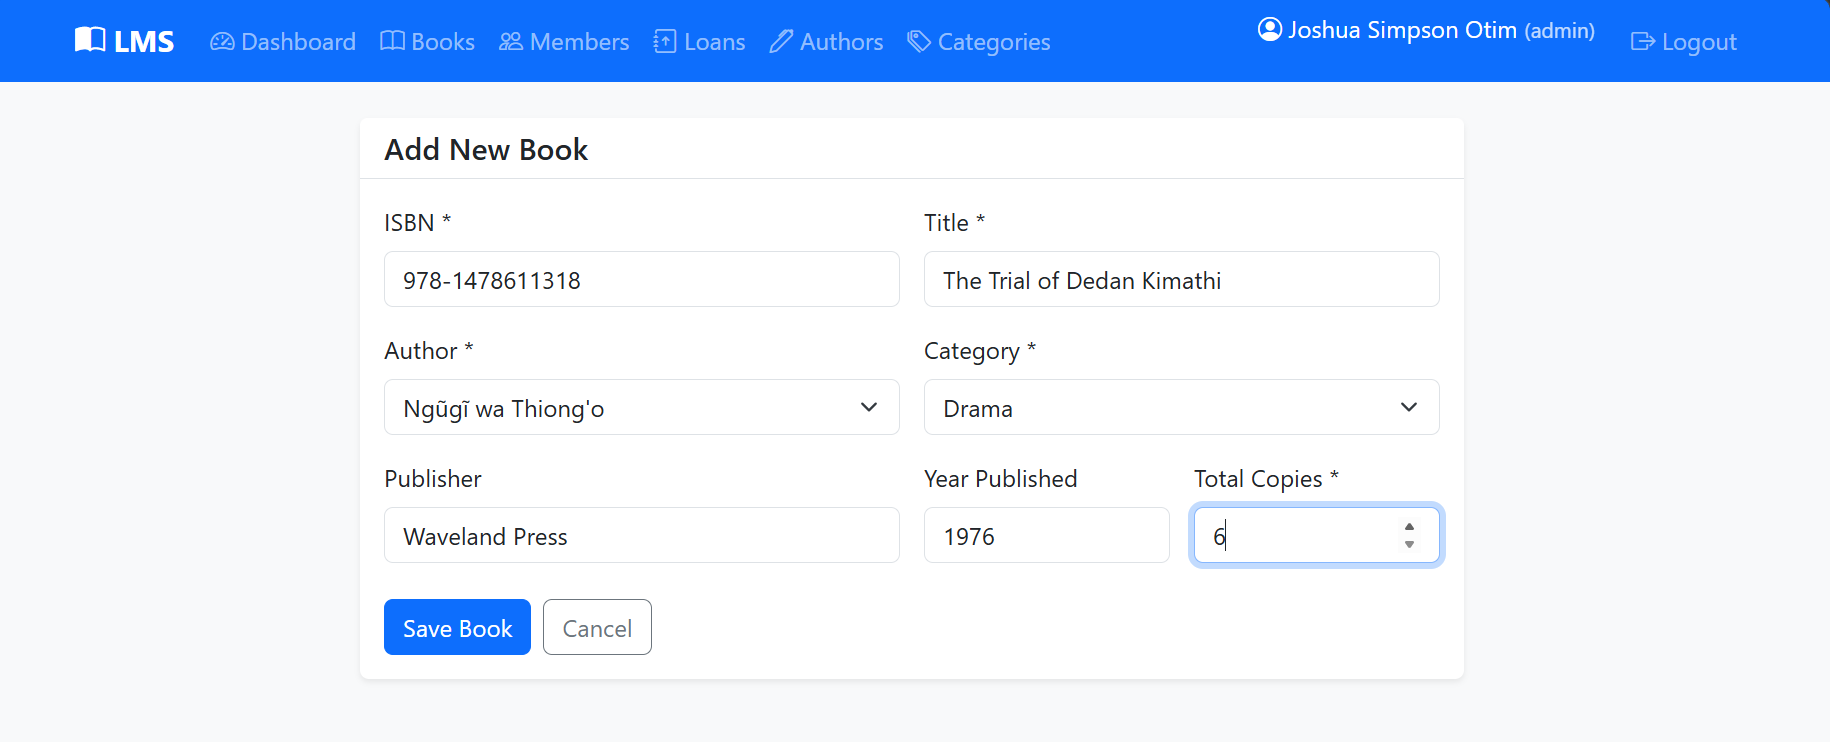 LMS Dashboard Books Members Loans Authors Categories Joshua Simpson Otim (admin) Logout
Add New Book
ISBN * Title *
978-1478611318 The Trial of Dedan Kimathi
Author * Category *
Ngũgĩ wa Thiong'o Drama
Publisher Year Published Total Copies *
Waveland Press 1976 6
Save Book Cancel